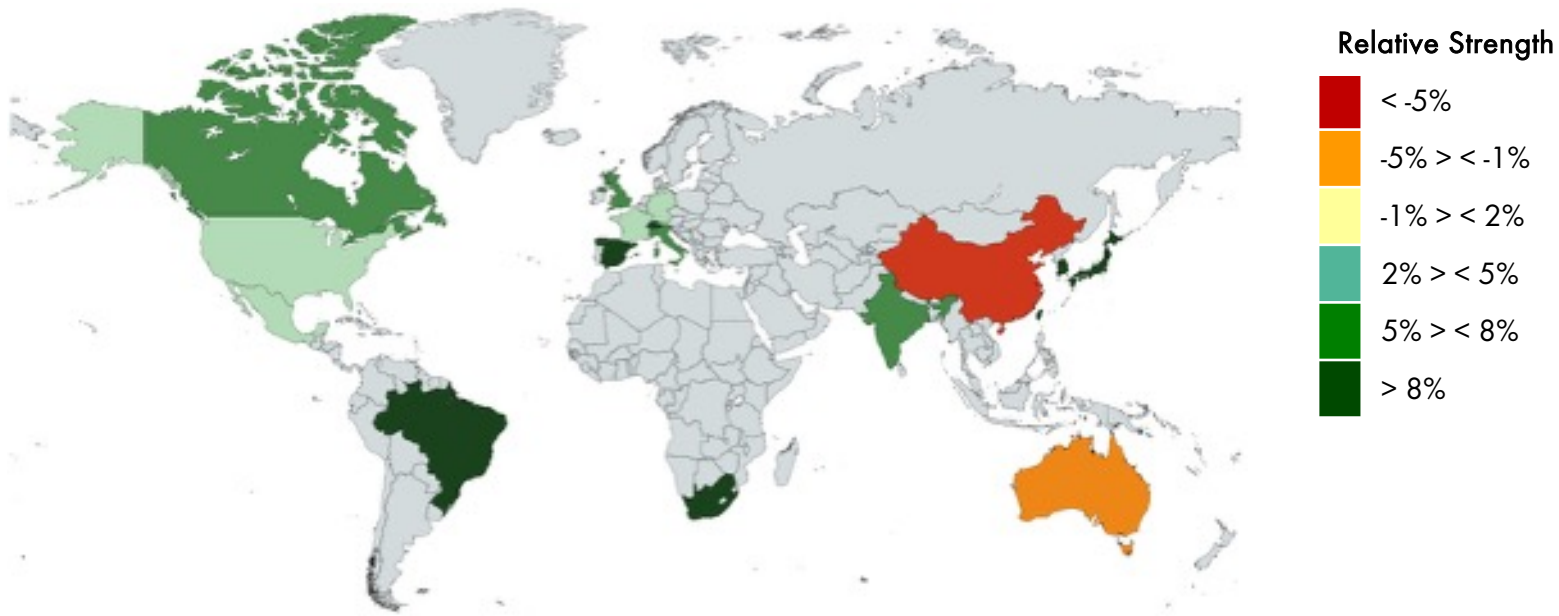 Relative Strength
< -5%
-5% > < -1%
-1% > < 2%
2% > < 5%
5% > < 8%
> 8%